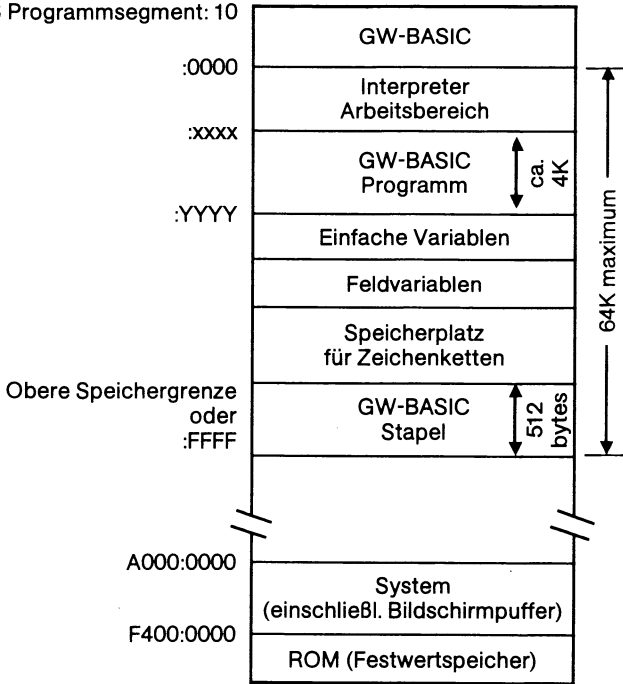 Programmsegment: 10
GW-BASIC
:0000
Interpreter
Arbeitsbereich
:xxxx
GW-BASIC
Programm
ca.
4K
:YYYY
Einfache Variablen
Feldvariablen
64K maximum
Speicherplatz
für Zeichenketten
Obere Speichergrenze
oder
:FFFF
GW-BASIC
Stapel
512
bytes
A000:0000
System
(einschließl. Bildschirmpuffer)
F400:0000
ROM (Festwertspeicher)